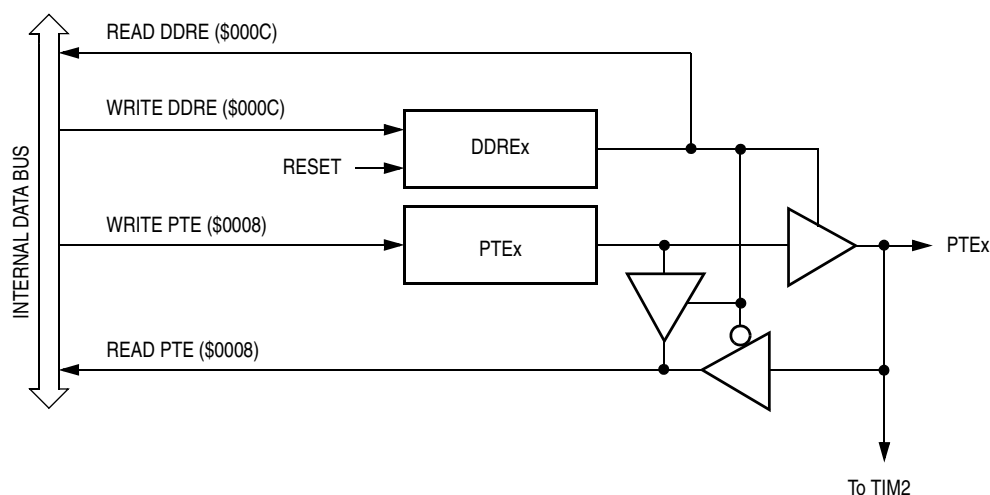 READ DDRE ($000C)
WRITE DDRE ($000C)
DDREx
RESET
INTERNAL DATA BUS
WRITE PTE ($0008)
PTEx
PTEx
READ PTE ($0008)
To TIM2